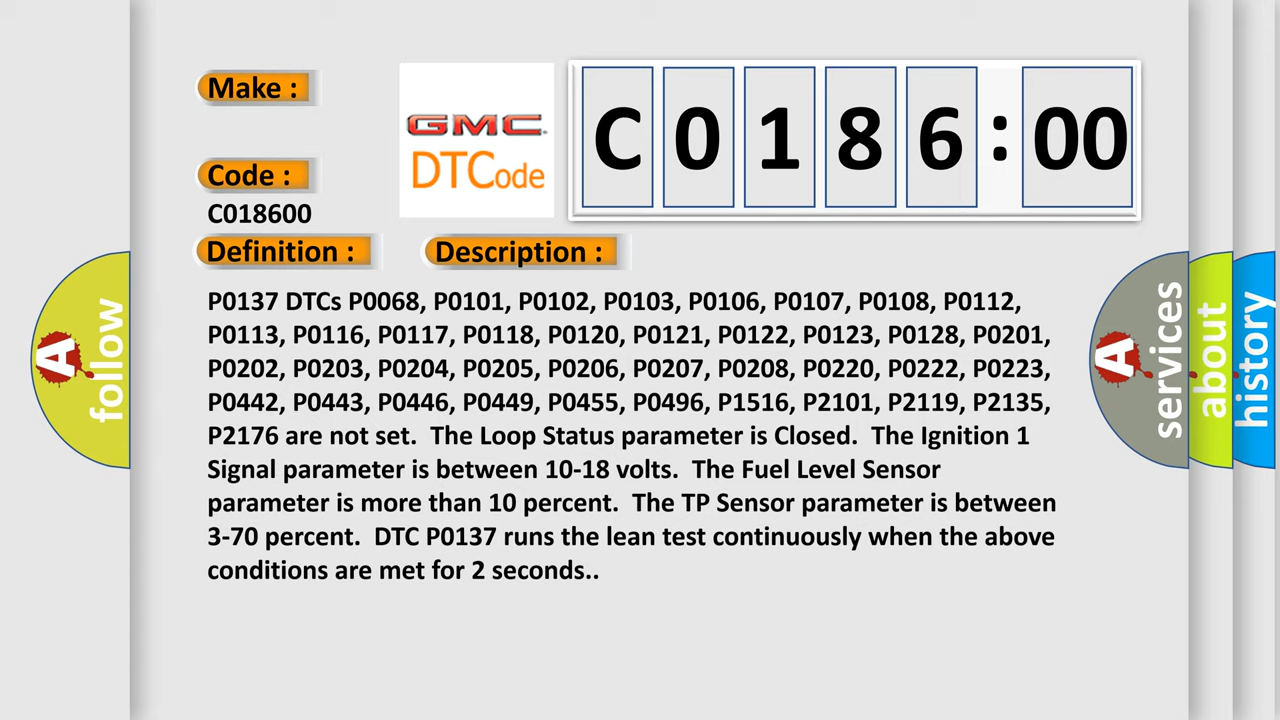 Make :
GMC
DTCode
C0186:00
Code :
C018600
Definition :
Description :
P0137 DTCs P0068, P0101, P0102, P0103, P0106, P0107, P0108, P0112,
P0113, P0116, P0117, P0118, P0120, P0121, P0122, P0123, P0128, P0201,
P0202, P0203, P0204, P0205, P0206, P0207, P0208, P0220, P0222, P0223,
P0442, P0443, P0446, P0449, P0455, P0496, P1516, P2101, P2119, P2135,
P2176 are not set. The Loop Status parameter is Closed. The Ignition 1
Signal parameter is between 10-18 volts. The Fuel Level Sensor
parameter is more than 10 percent. The TP Sensor parameter is between
3-70 percent. DTC P0137 runs the lean test continuously when the above
conditions are met for 2 seconds..
A
follow
A
services
about
history